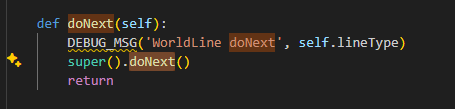 def doNext(self):
DEBUG_MSG('WorldLine doNext', self.lineType)
super().doNext()
return